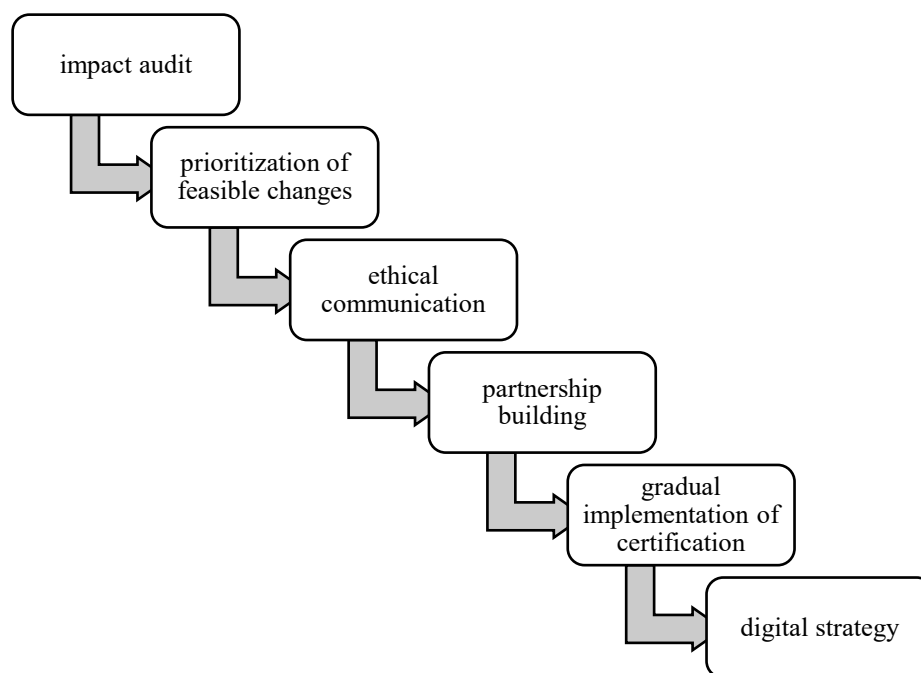 impact audit
prioritization of
feasible changes
ethical
communication
partnership
building
gradual
implementation of
certification
digital strategy